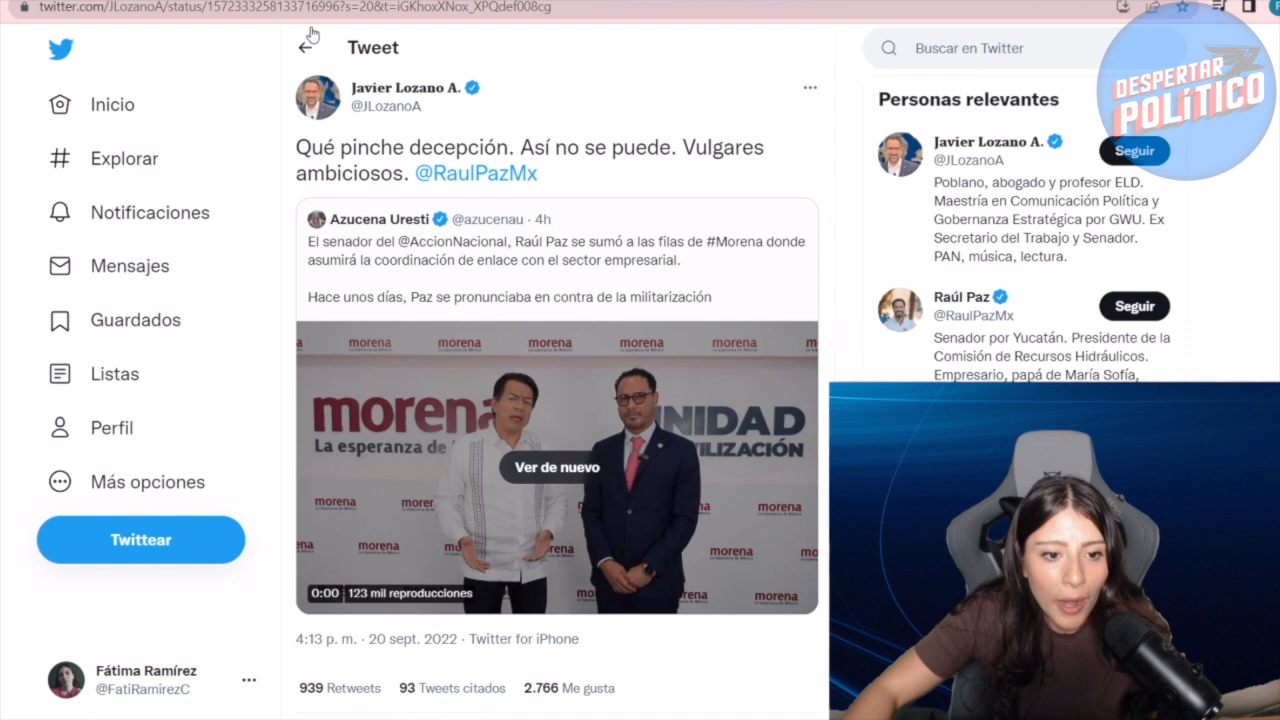 twitter.com/JLozanoA/status/1572333258133716996?s=20&t=iGKhoxXNox_XPQdef008cg
Tweet
Buscar en Twitter
DESPERTAR
POLÍTICO
Inicio
Explorar
Notificaciones
Mensajes
Guardados
Listas
Perfil
Más opciones
Twittear
Fátima Ramírez
@FatiRamirezC
Javier Lozano A.
@JLozanoA
Qué pinche decepción. Así no se puede. Vulgares
ambiciosos. @RaulPazMx
Azucena Uresti @azucenau · 4h
El senador del @AccionNacional, Raúl Paz se sumó a las filas de #Morena donde
asumirá la coordinación de enlace con el sector empresarial.
Hace unos días, Paz se pronunciaba en contra de la militarización
morena
La esperanza de
NIDAD
ILIZACIÓN
morena
La esperanza de México
Ver de nuevo
0:00 123 mil reproducciones
4:13 p. m. · 20 sept. 2022 · Twitter for iPhone
939 Retweets 93 Tweets citados 2.766 Me gusta
Personas relevantes
Javier Lozano A.
@JLozanoA
Seguir
Poblano, abogado y profesor ELD.
Maestría en Comunicación Política y
Gobernanza Estratégica por GWU. Ex
Secretario del Trabajo y Senador.
PAN, música, lectura.
Raúl Paz
@RaulPazMx
Seguir
Senador por Yucatán. Presidente de la
Comisión de Recursos Hidráulicos.
Empresario, papá de María Sofía,